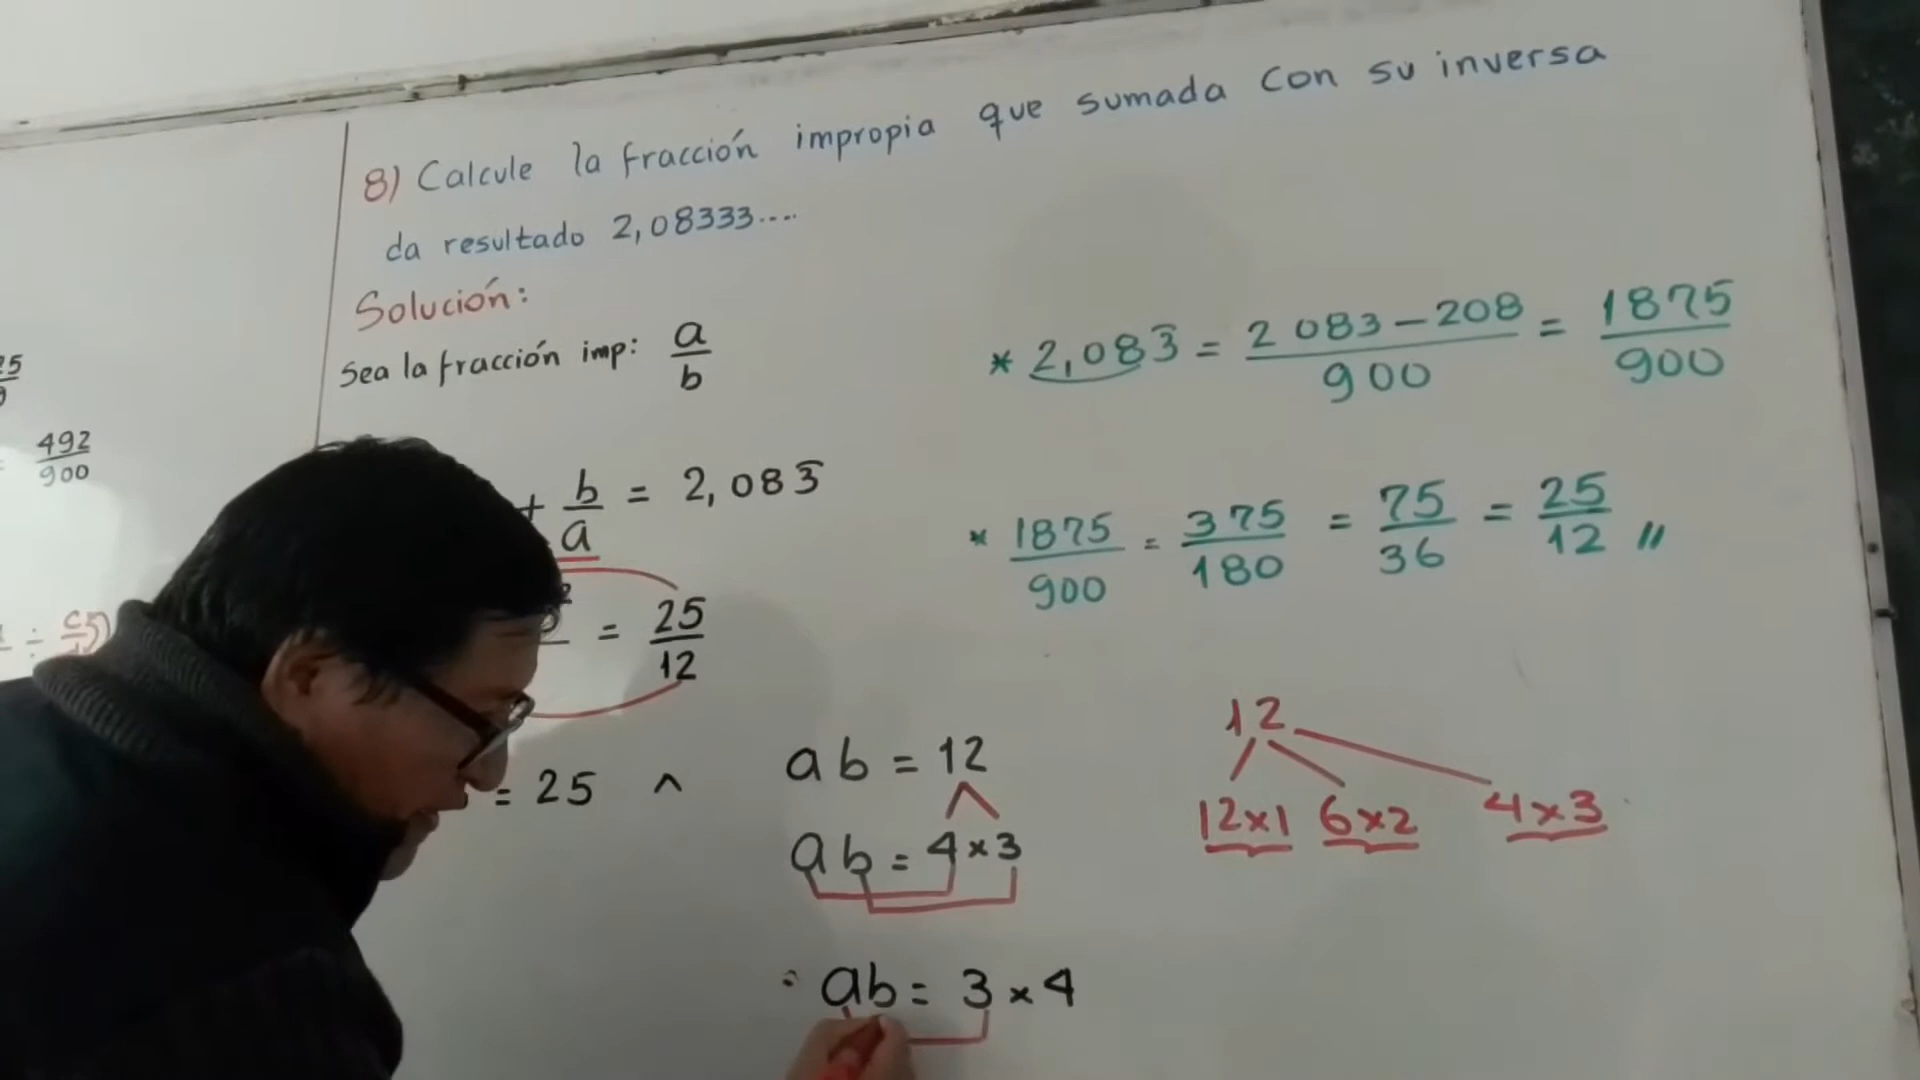 8) Calcule la fracción impropia que sumada con su inversa
da resultado 2,08333....
Solución:
Sea la fracción imp: a/b
+ b/a = 2,083̅
2 = 25/12
= 25 ^
ab = 12
ab = 4×3
ab = 3×4
* 2,083̅ = 2083-208/900 = 1875/900
* 1875/900 = 375/180 = 75/36 = 25/12 //
12
12×1 6×2 4×3
492/900